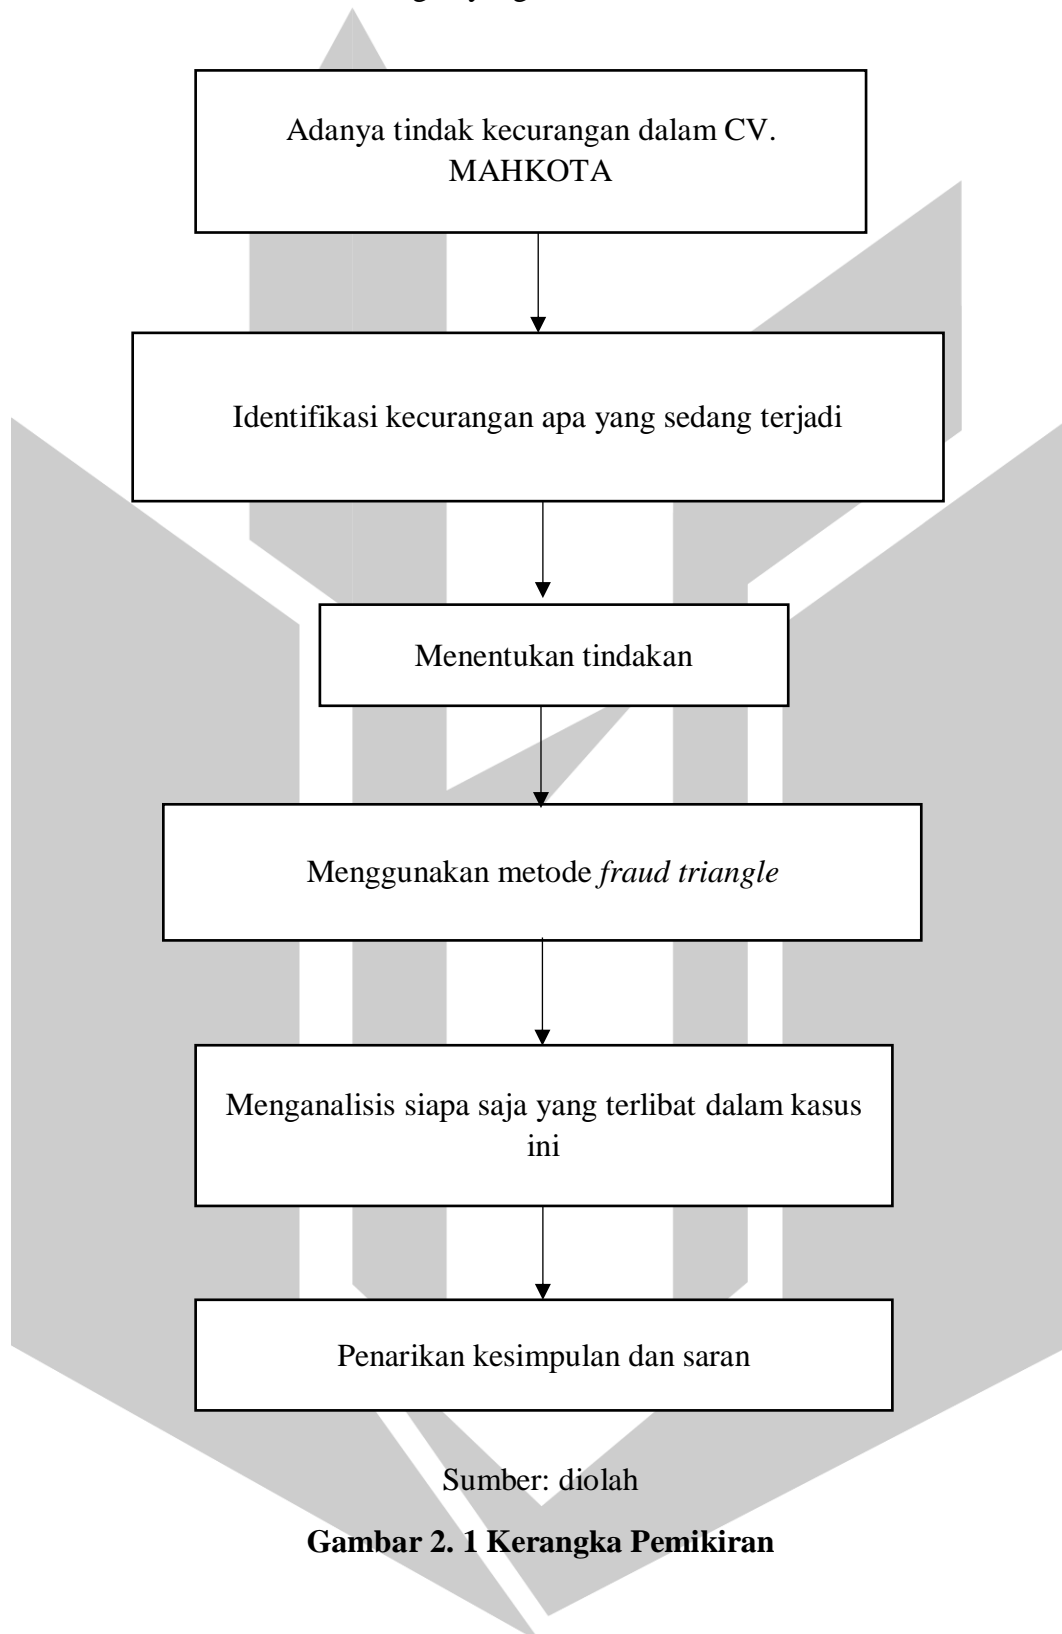 Adanya tindak kecurangan dalam CV.
MAHKOTA
Identifikasi kecurangan apa yang sedang terjadi
Menentukan tindakan
Menggunakan metode fraud triangle
Menganalisis siapa saja yang terlibat dalam kasus
ini
Penarikan kesimpulan dan saran
Sumber: diolah
Gambar 2. 1 Kerangka Pemikiran